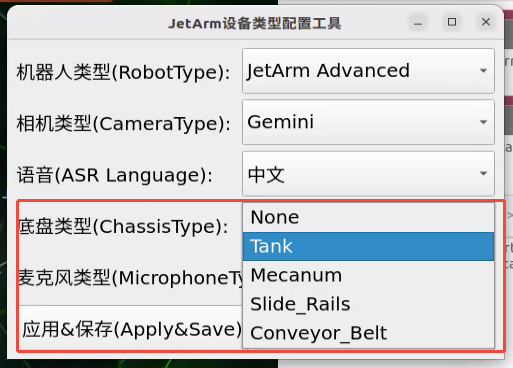 JetArm设备类型配置工具
机器人类型(RobotType): JetArm Advanced
相机类型(CameraType): Gemini
语音(ASR Language): 中文
底盘类型(ChassisType):
None
Tank
麦克风类型(MicrophoneTy
Mecanum
Slide_Rails
应用&保存(Apply&Save)
Conveyor_Belt